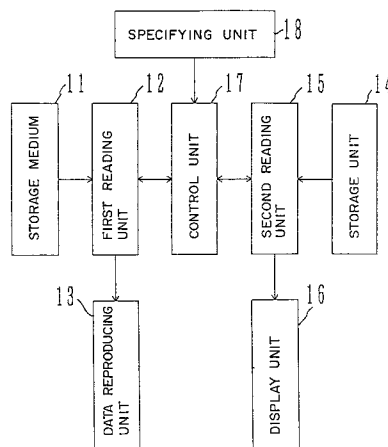 SPECIFYING UNIT
18
11
12
17
15
14
STORAGE MEDIUM
FIRST READING
UNIT
CONTROL UNIT
SECOND READING
UNIT
STORAGE UNIT
13
16
DATA REPRODUCING
UNIT
DISPLAY UNIT